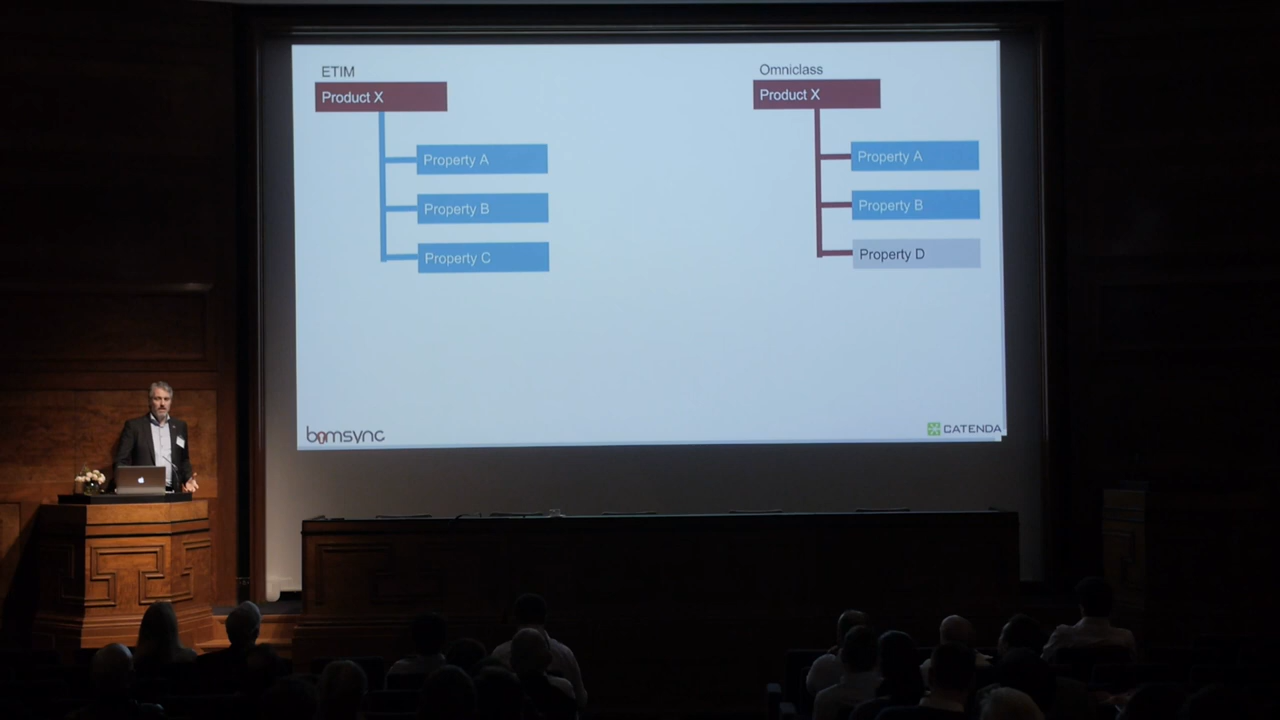 ETIM
Product X
Property A
Property B
Property C
Omniclass
Product X
Property A
Property B
Property D
bimsync
CATENDA